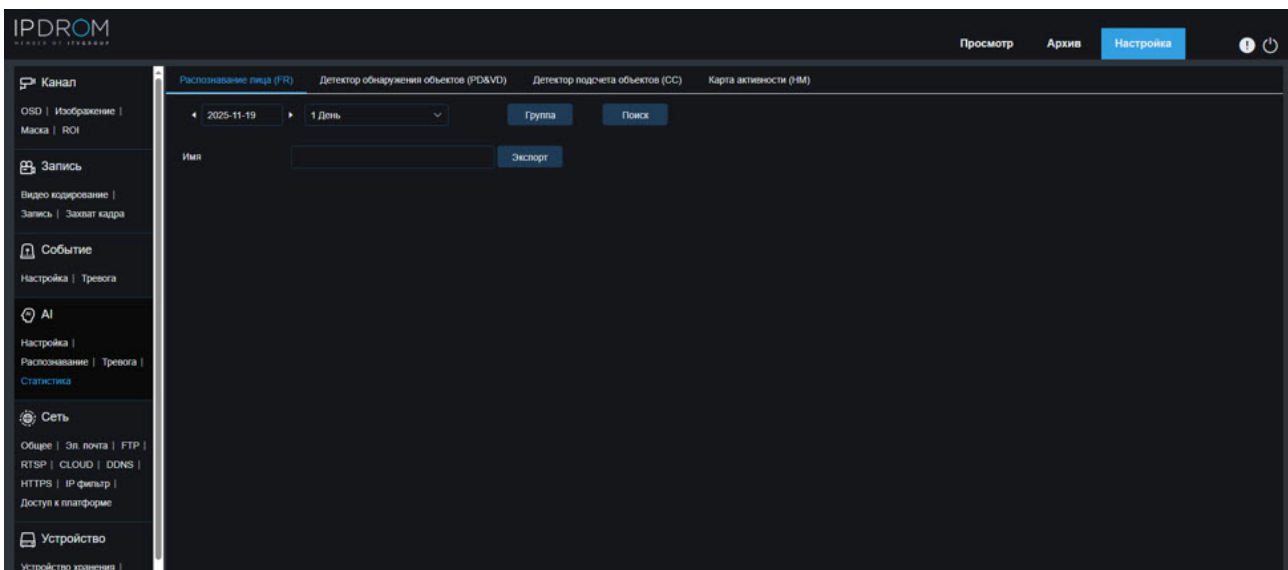 IPDROM
MEMBER OF ITEGROUP
Просмотр Архив Настройка
Канал
OSD | Изображение |
Маска | ROI
Запись
Видео кодирование |
Запись | Захват кадра
Событие
Настройка | Тревога
AI
Настройка |
Распознавание | Тревога |
Статистика
Сеть
Общее | Эл. почта | FTP |
RTSP | CLOUD | DDNS |
HTTPS | IP фильтр |
Доступ к платформе
Устройство
Устройство хранения |
Распознавание лица (FR) Детектор обнаружения объектов (PD&VD) Детектор подсчета объектов (CC) Карта активности (HM)
2025-11-19 1 День Группа Поиск
Имя Экспорт